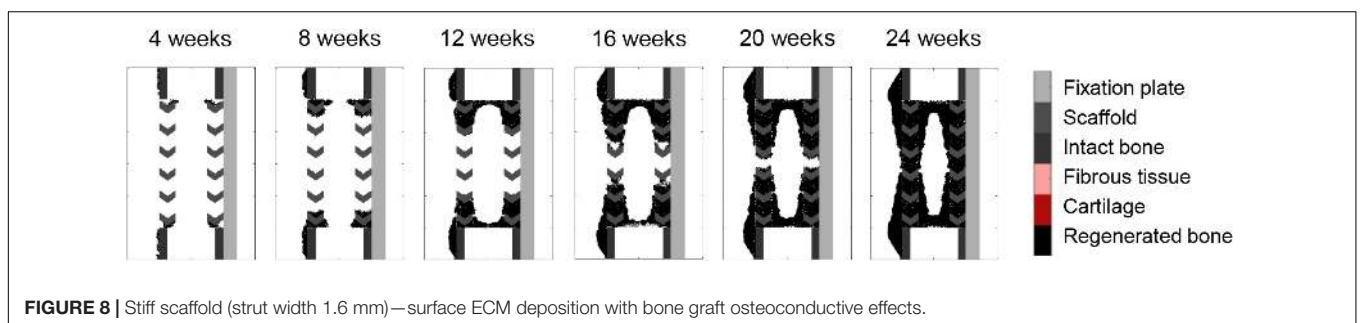 4 weeks 8 weeks 12 weeks 16 weeks 20 weeks 24 weeks
Fixation plate
Scaffold
Intact bone
Fibrous tissue
Cartilage
Regenerated bone
FIGURE 8 | Stiff scaffold (strut width 1.6 mm)—surface ECM deposition with bone graft osteoconductive effects.